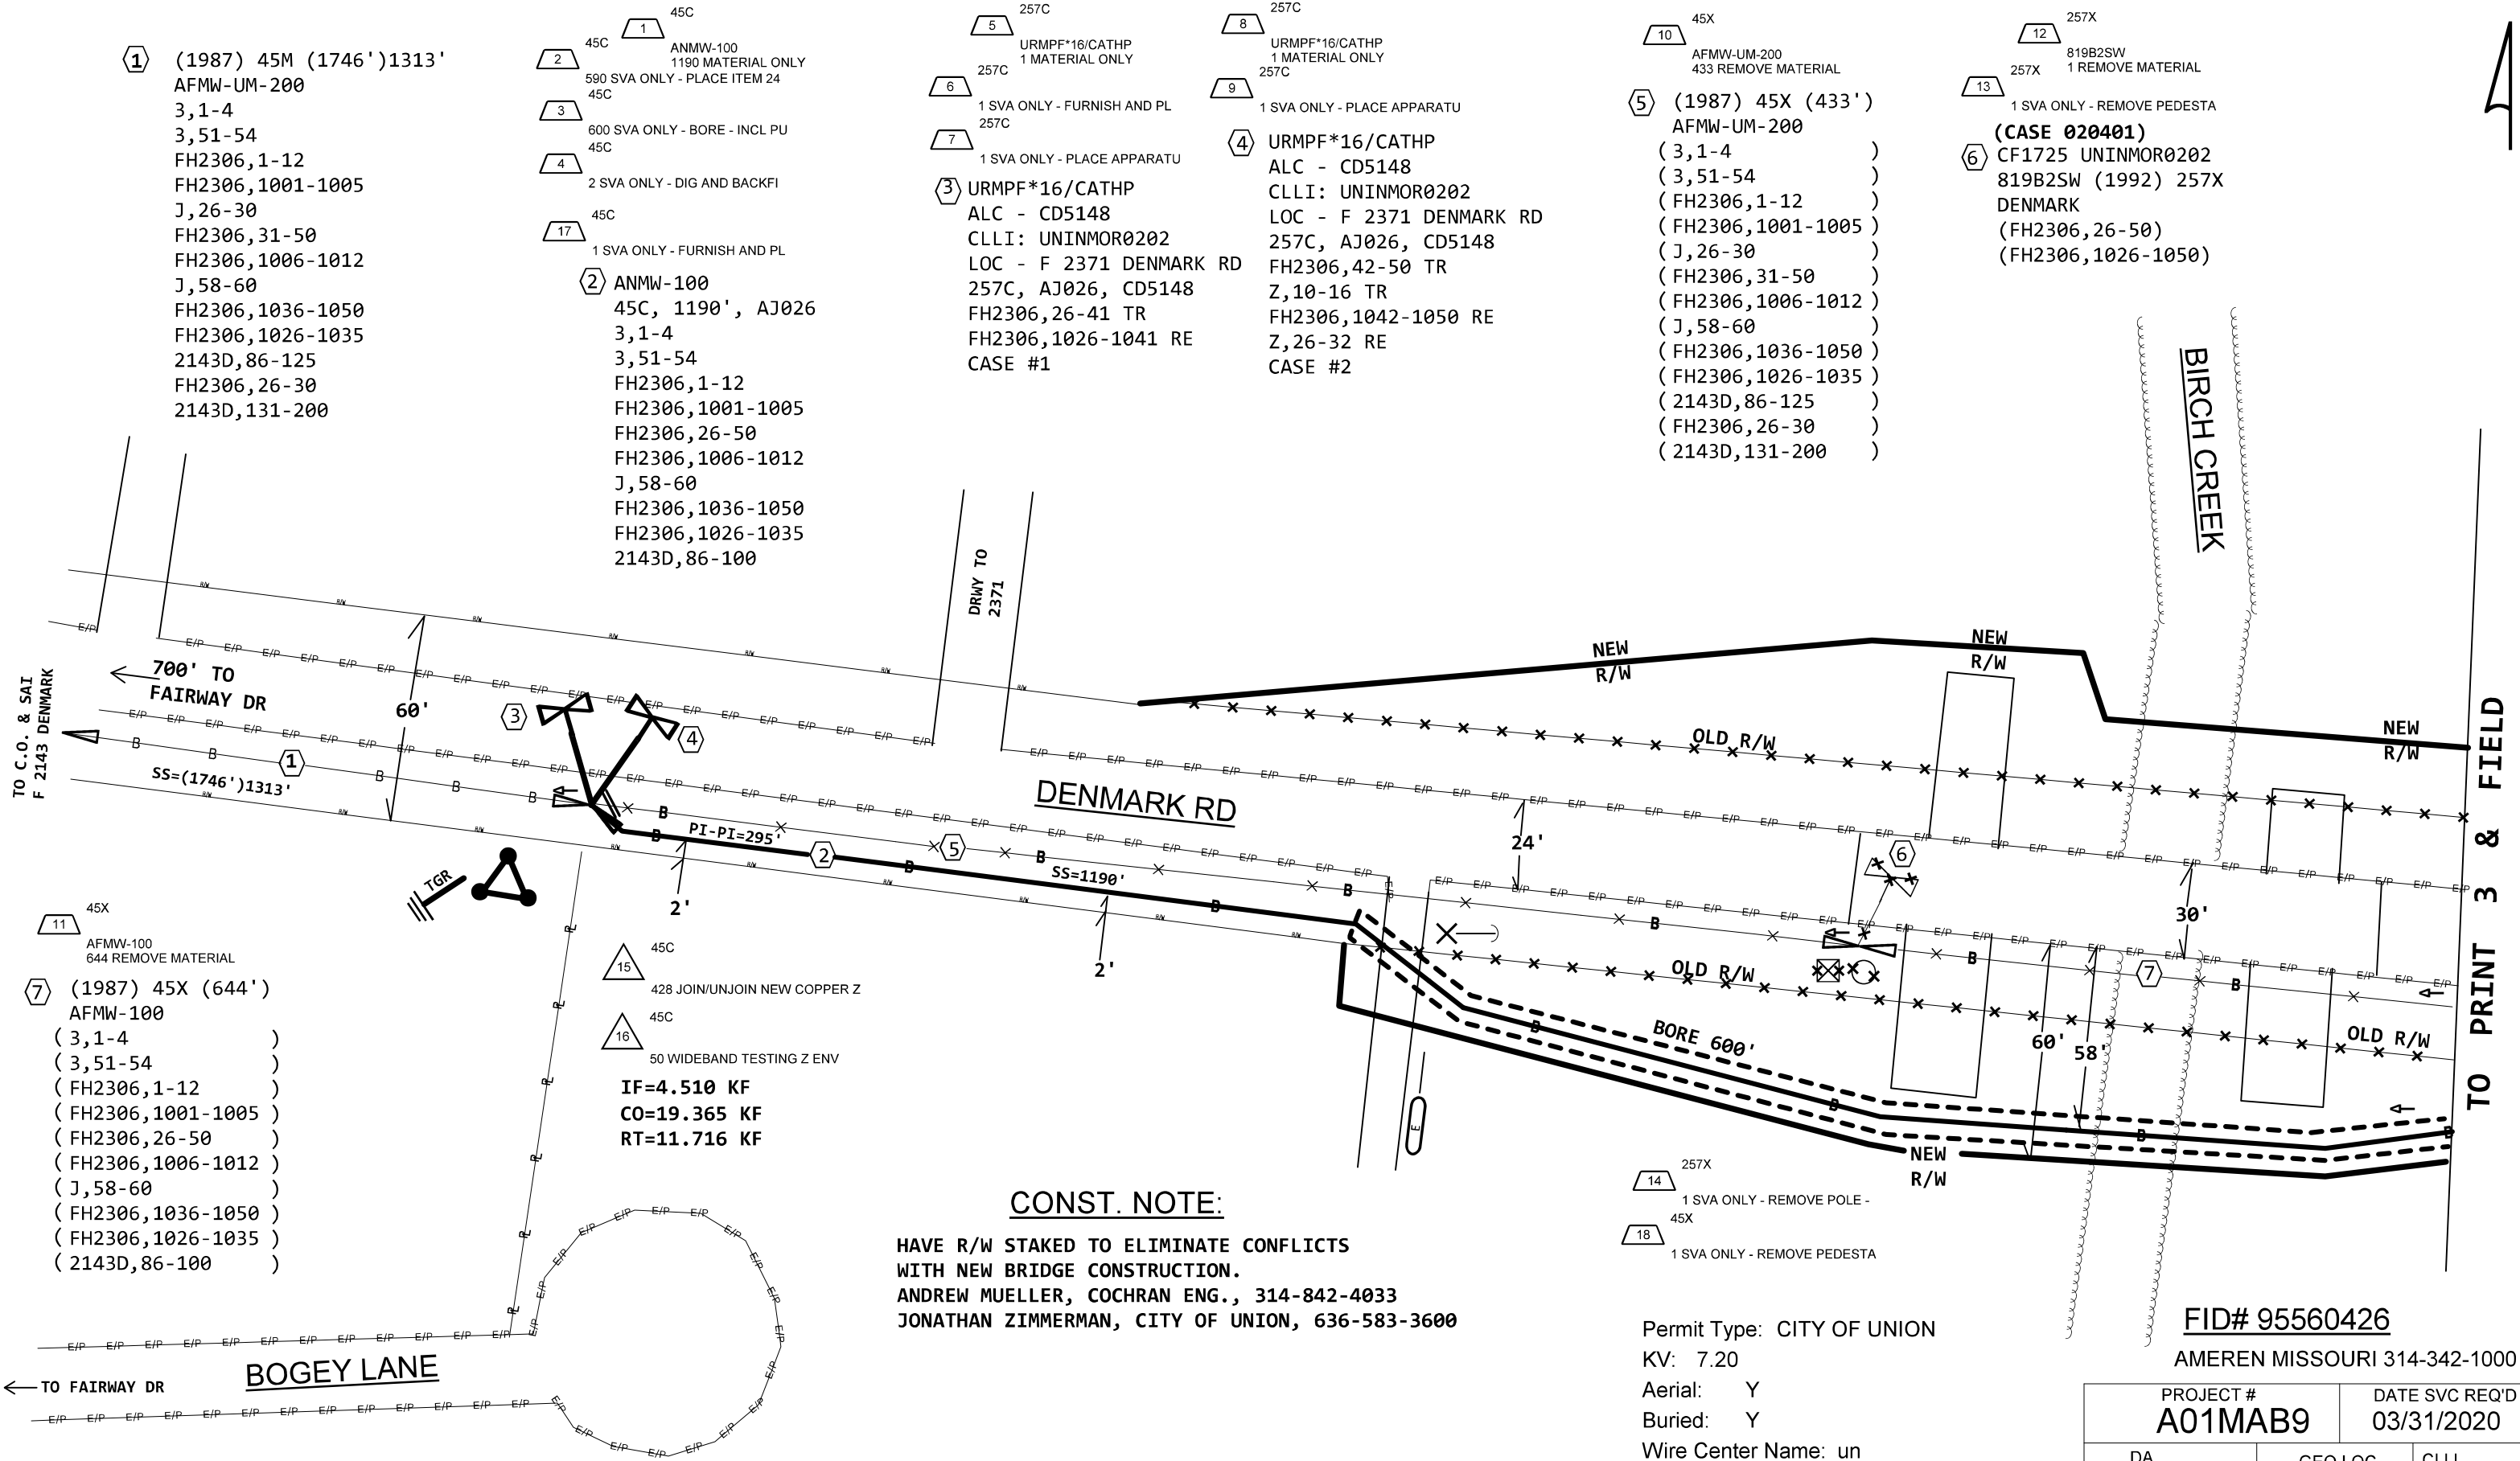 1
(1987) 45M (1746')1313'
AFMW-UM-200
3,1-4
3,51-54
FH2306,1-12
FH2306,1001-1005
J,26-30
FH2306,31-50
FH2306,1006-1012
J,58-60
FH2306,1036-1050
FH2306,1026-1035
2143D,86-125
FH2306,26-30
2143D,131-200
1
45C
ANMW-100
1190 MATERIAL ONLY
2
45C
590 SVA ONLY - PLACE ITEM 24
3
45C
600 SVA ONLY - BORE - INCL PU
4
45C
2 SVA ONLY - DIG AND BACKFI
17
45C
1 SVA ONLY - FURNISH AND PL
2
ANMW-100
45C, 1190', AJ026
3,1-4
3,51-54
FH2306,1-12
FH2306,1001-1005
FH2306,26-50
FH2306,1006-1012
J,58-60
FH2306,1036-1050
FH2306,1026-1035
2143D,86-100
5
257C
URMPF*16/CATHP
1 MATERIAL ONLY
6
257C
1 SVA ONLY - FURNISH AND PL
7
257C
1 SVA ONLY - PLACE APPARATU
3
URMPF*16/CATHP
ALC - CD5148
CLLI: UNINMOR0202
LOC - F 2371 DENMARK RD
257C, AJ026, CD5148
FH2306,26-41 TR
FH2306,1026-1041 RE
CASE #1
8
257C
URMPF*16/CATHP
1 MATERIAL ONLY
9
257C
1 SVA ONLY - PLACE APPARATU
4
URMPF*16/CATHP
ALC - CD5148
CLLI: UNINMOR0202
LOC - F 2371 DENMARK RD
257C, AJ026, CD5148
FH2306,42-50 TR
Z,10-16 TR
FH2306,1042-1050 RE
Z,26-32 RE
CASE #2
10
45X
AFMW-UM-200
433 REMOVE MATERIAL
5
(1987) 45X (433')
AFMW-UM-200
(3,1-4)
(3,51-54)
(FH2306,1-12)
(FH2306,1001-1005)
(J,26-30)
(FH2306,31-50)
(FH2306,1006-1012)
(J,58-60)
(FH2306,1036-1050)
(FH2306,1026-1035)
(2143D,86-125)
(FH2306,26-30)
(2143D,131-200)
12
257X
819B2SW
1 REMOVE MATERIAL
13
257X
1 SVA ONLY - REMOVE PEDESTA
(CASE 020401)
6
CF1725 UNINMOR0202
819B2SW (1992) 257X
DENMARK
(FH2306,26-50)
(FH2306,1026-1050)
BIRCH CREEK
DRWY TO
2371
700' TO
FAIRWAY DR
TO C.O. & SAI
F 2143 DENMARK
SS=(1746')1313'
1
60'
3
4
PI-PI=295'
2
5
SS=1190'
2'
2'
DENMARK RD
24'
6
30'
7
60'
58'
NEW
R/W
NEW
R/W
NEW
R/W
OLD R/W
OLD R/W
OLD R/W
BORE 600'
NEW
R/W
TO PRINT 3 & FIELD
E
TGR
11
45X
AFMW-100
644 REMOVE MATERIAL
7
(1987) 45X (644')
AFMW-100
(3,1-4)
(3,51-54)
(FH2306,1-12)
(FH2306,1001-1005)
(FH2306,26-50)
(FH2306,1006-1012)
(J,58-60)
(FH2306,1036-1050)
(FH2306,1026-1035)
(2143D,86-100)
15
45C
428 JOIN/UNJOIN NEW COPPER Z
16
45C
50 WIDEBAND TESTING Z ENV
IF=4.510 KF
CO=19.365 KF
RT=11.716 KF
CONST. NOTE:
HAVE R/W STAKED TO ELIMINATE CONFLICTS
WITH NEW BRIDGE CONSTRUCTION.
ANDREW MUELLER, COCHRAN ENG., 314-842-4033
JONATHAN ZIMMERMAN, CITY OF UNION, 636-583-3600
14
257X
1 SVA ONLY - REMOVE POLE -
18
45X
1 SVA ONLY - REMOVE PEDESTA
BOGEY LANE
TO FAIRWAY DR
Permit Type: CITY OF UNION
KV: 7.20
Aerial: Y
Buried: Y
Wire Center Name: un
FID# 95560426
AMEREN MISSOURI 314-342-1000
PROJECT #
A01MAB9
DATE SVC REQ'D
03/31/2020